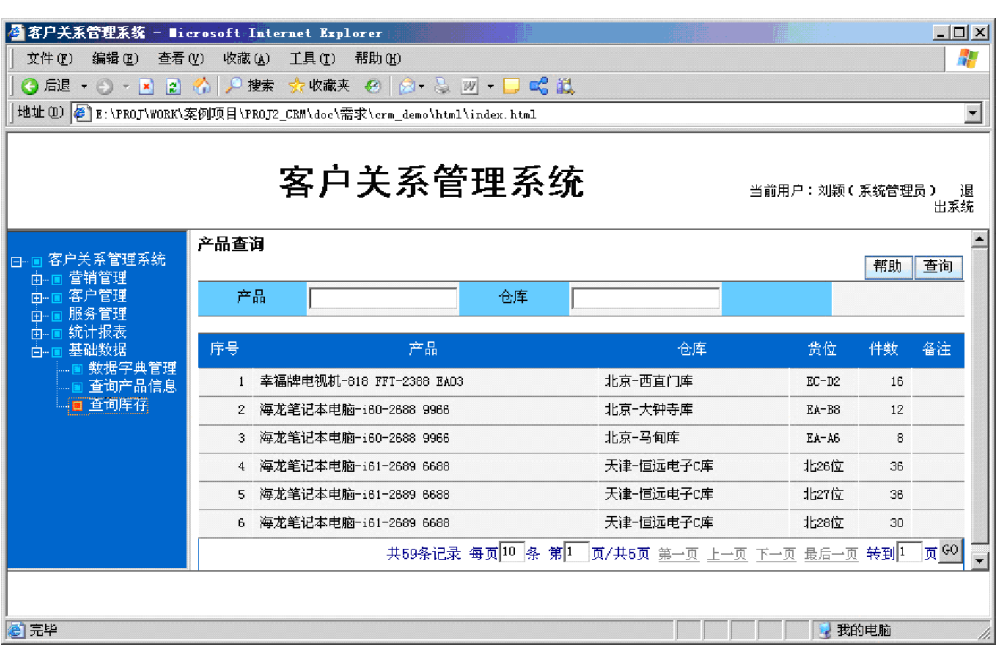 客户关系管理系统 - Microsoft Internet Explorer
文件(F) 编辑(E) 查看(V) 收藏(A) 工具(T) 帮助(H)
后退 搜索 收藏夹
地址(D) E:\PROJ\WORK\案例项目\PROJ2_CRM\doc\需求\crm_demo\html\index.html
客户关系管理系统
当前用户：刘颖(系统管理员) 退
出系统
客户关系管理系统
营销管理
客户管理
服务管理
统计报表
基础数据
数据字典管理
查询产品信息
查询库存
产品查询
帮助 查询
产品 仓库
序号 产品 仓库 货位 件数 备注
1 幸福牌电视机-818 FFT-2388 EA03 北京-西直门库 EC-D2 16
2 海龙笔记本电脑-i60-2688 9966 北京-大钟寺库 EA-B8 12
3 海龙笔记本电脑-i60-2688 9966 北京-马甸库 EA-A6 8
4 海龙笔记本电脑-i61-2689 6688 天津-恒远电子C库 北26位 36
5 海龙笔记本电脑-i61-2689 6688 天津-恒远电子C库 北27位 36
6 海龙笔记本电脑-i61-2689 6688 天津-恒远电子C库 北28位 30
共59条记录 每页10 条 第1 页/共5页 第一页 上一页 下一页 最后一页 转到1 页 GO
完毕 我的电脑